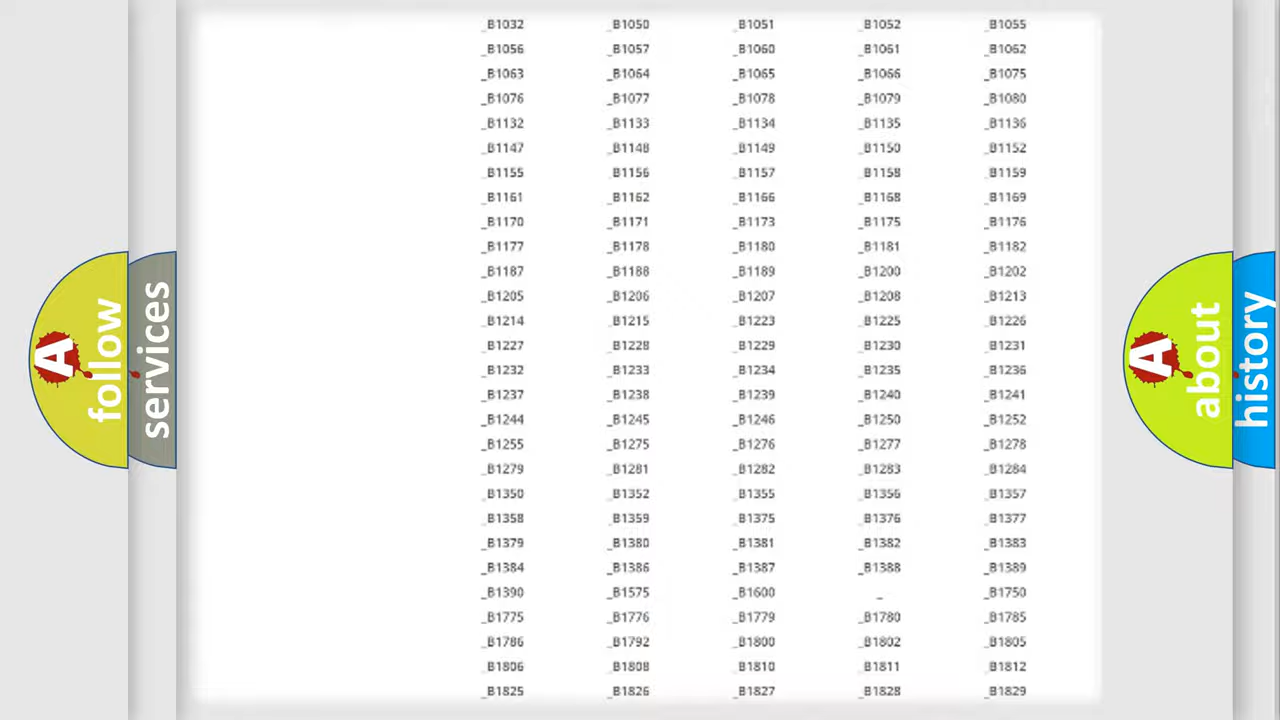 _B1032 _B1050 _B1051 _B1052 _B1055
_B1056 _B1057 _B1060 _B1061 _B1062
_B1063 _B1064 _B1065 _B1066 _B1075
_B1076 _B1077 _B1078 _B1079 _B1080
_B1132 _B1133 _B1134 _B1135 _B1136
_B1147 _B1148 _B1149 _B1150 _B1152
_B1155 _B1156 _B1157 _B1158 _B1159
_B1161 _B1162 _B1166 _B1168 _B1169
_B1170 _B1171 _B1173 _B1175 _B1176
_B1177 _B1178 _B1180 _B1181 _B1182
_B1187 _B1188 _B1189 _B1200 _B1202
_B1205 _B1206 _B1207 _B1208 _B1213
_B1214 _B1215 _B1223 _B1225 _B1226
_B1227 _B1228 _B1229 _B1230 _B1231
_B1232 _B1233 _B1234 _B1235 _B1236
_B1237 _B1238 _B1239 _B1240 _B1241
_B1244 _B1245 _B1246 _B1250 _B1252
_B1255 _B1275 _B1276 _B1277 _B1278
_B1279 _B1281 _B1282 _B1283 _B1284
_B1350 _B1352 _B1355 _B1356 _B1357
_B1358 _B1359 _B1375 _B1376 _B1377
_B1379 _B1380 _B1381 _B1382 _B1383
_B1384 _B1386 _B1387 _B1388 _B1389
_B1390 _B1575 _B1600 _ _B1750
_B1775 _B1776 _B1779 _B1780 _B1785
_B1786 _B1792 _B1800 _B1802 _B1805
_B1806 _B1808 _B1810 _B1811 _B1812
_B1825 _B1826 _B1827 _B1828 _B1829
A follow
services
A about
history